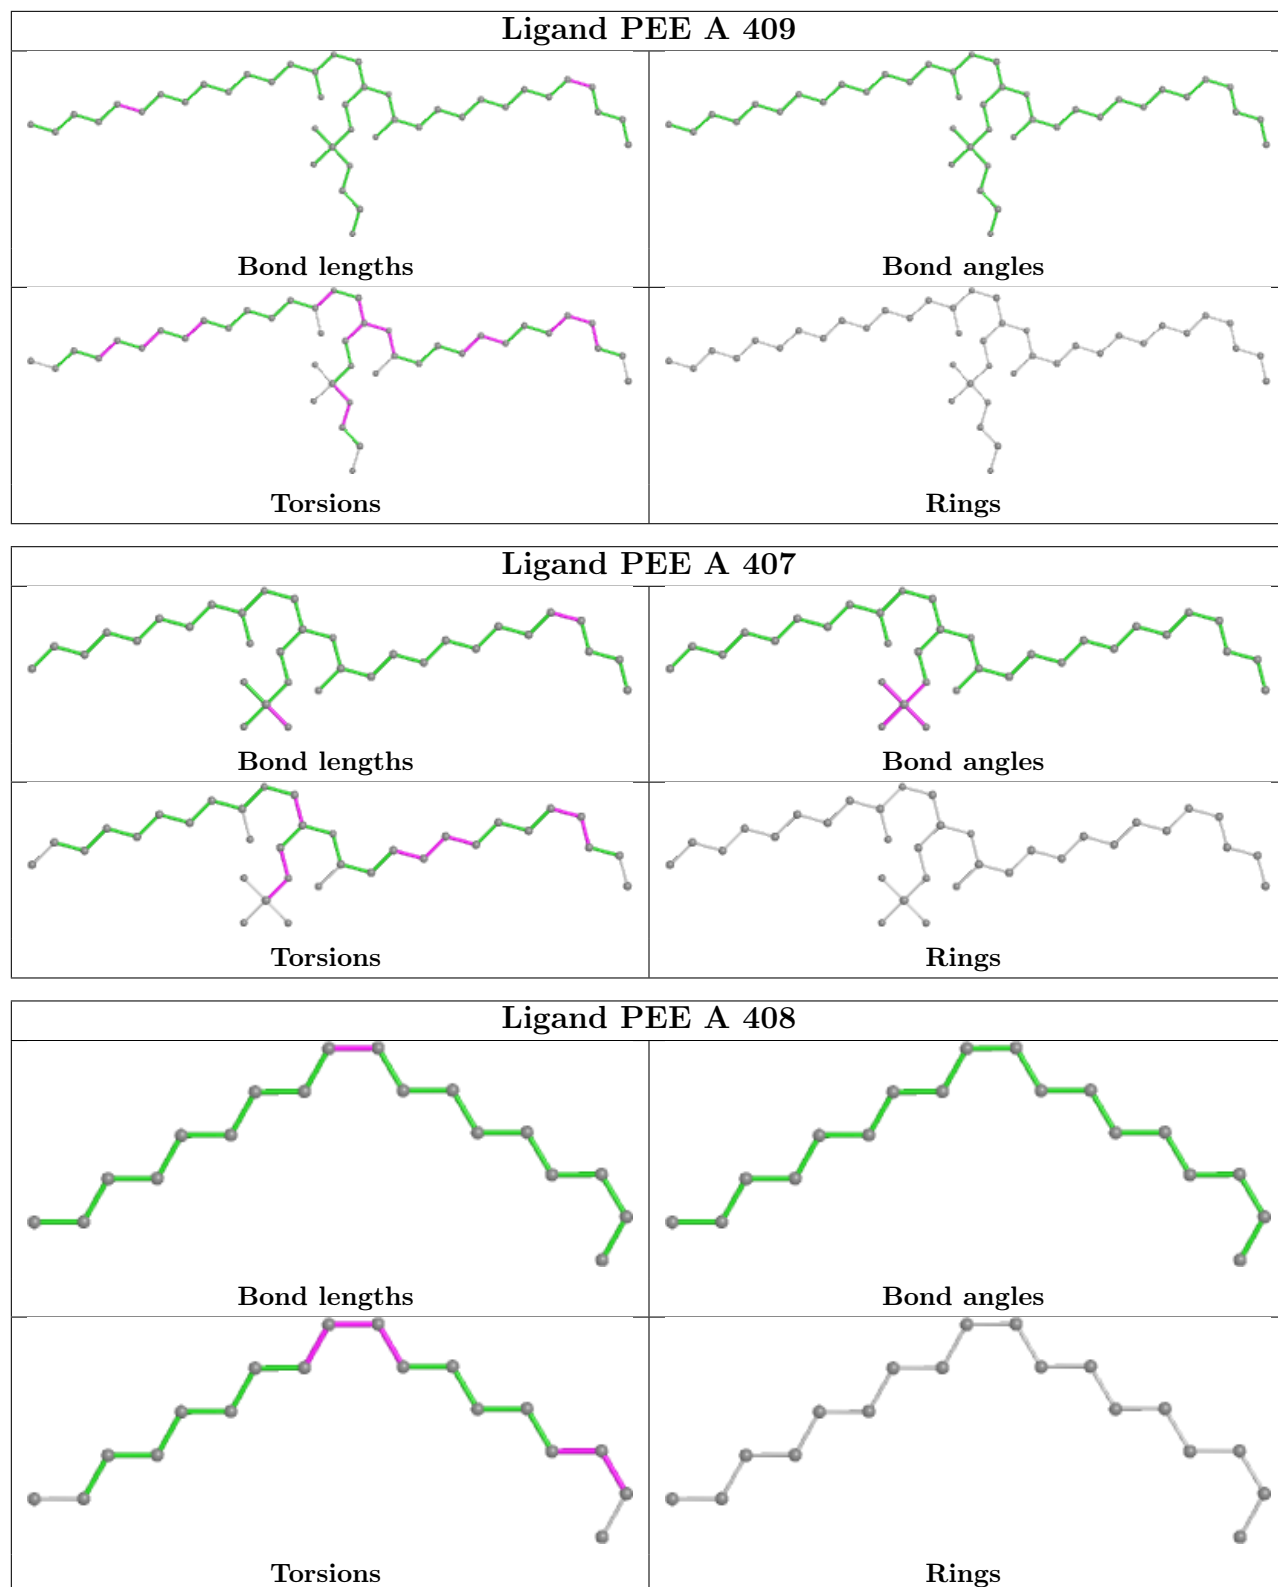 Ligand PEE A 409
Bond lengths
Bond angles
Torsions
Rings
Ligand PEE A 407
Bond lengths
Bond angles
Torsions
Rings
Ligand PEE A 408
Bond lengths
Bond angles
Torsions
Rings